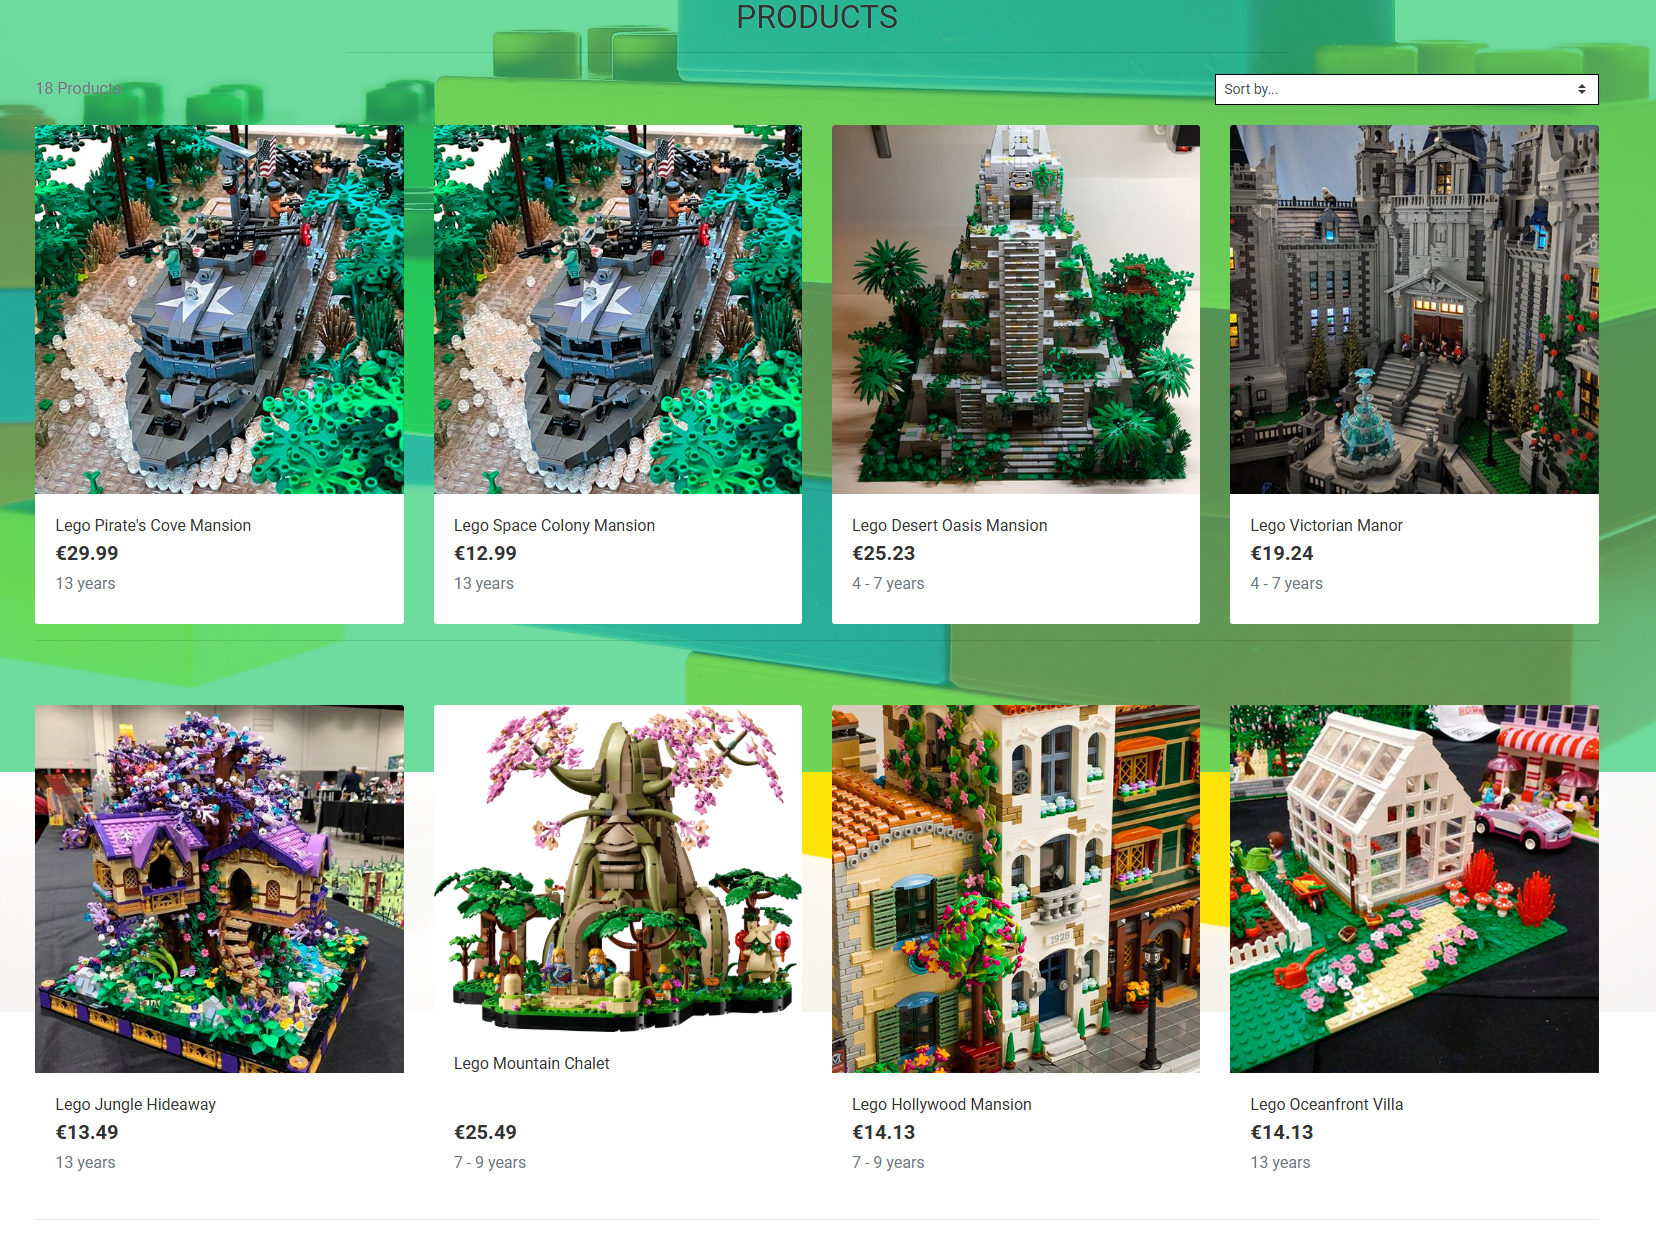 PRODUCTS
18 Products
Sort by...
Lego Pirate's Cove Mansion
€29.99
13 years
Lego Space Colony Mansion
€12.99
13 years
Lego Desert Oasis Mansion
€25.23
4 - 7 years
Lego Victorian Manor
€19.24
4 - 7 years
Lego Jungle Hideaway
€13.49
13 years
Lego Mountain Chalet
€25.49
7 - 9 years
1928
Lego Hollywood Mansion
€14.13
7 - 9 years
Lego Oceanfront Villa
€14.13
13 years